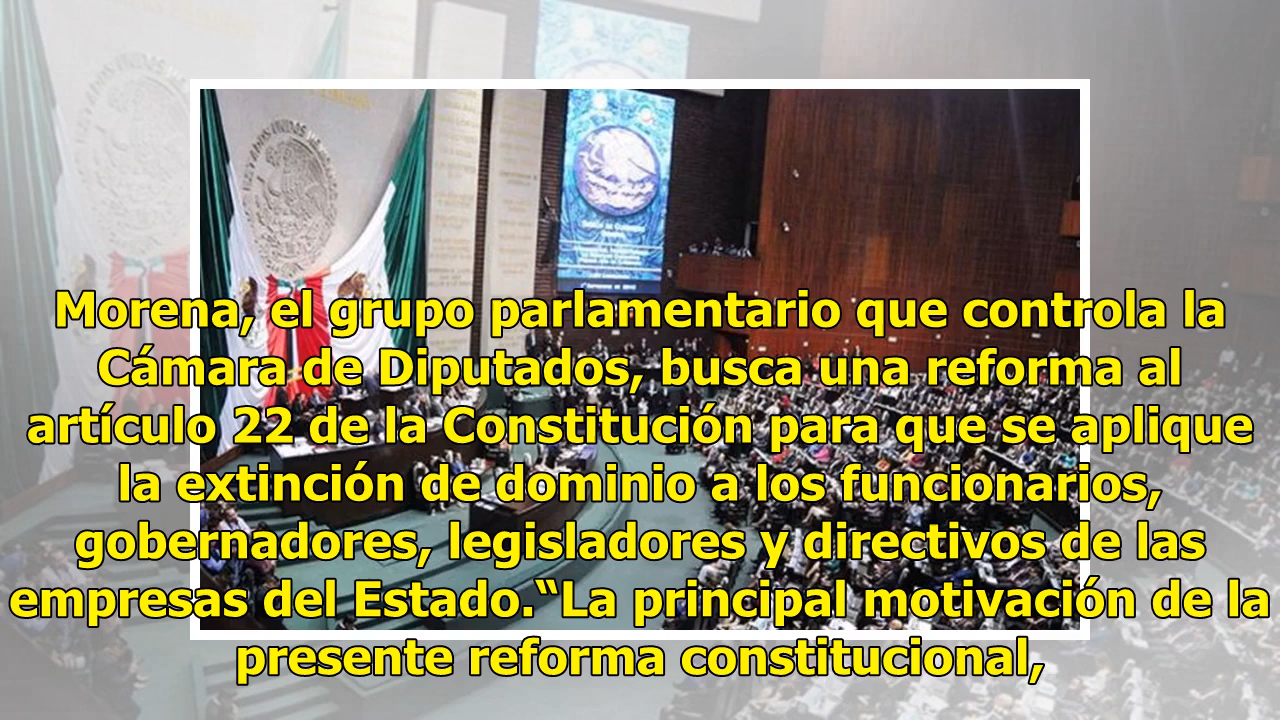 Morena, el grupo parlamentario que controla la
Cámara de Diputados, busca una reforma al
artículo 22 de la Constitución para que se aplique
la extinción de dominio a los funcionarios,
gobernadores, legisladores y directivos de las
empresas del Estado.“La principal motivación de la
presente reforma constitucional,